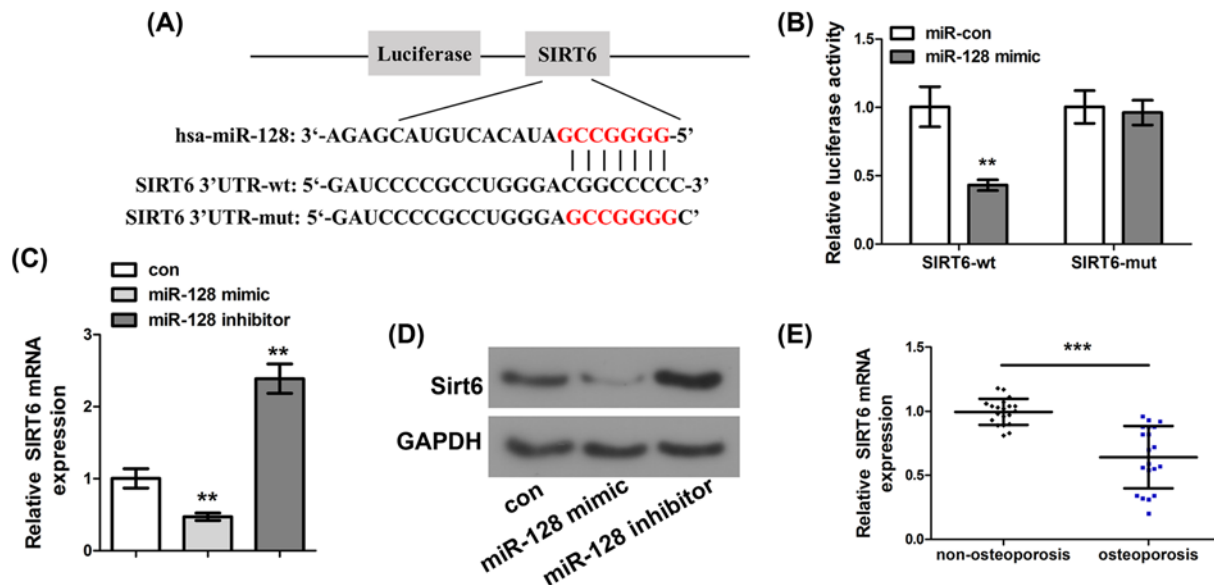 (A)
Luciferase
SIRT6
hsa-miR-128: 3‘-AGAGCAUGUCACAUAGCCGGGG-5’
SIRT6 3’UTR-wt: 5‘-GAUCCCCGCCUGGGACGGCCCCC-3’
SIRT6 3’UTR-mut: 5‘-GAUCCCCGCCUGGGAGCCGGGGC’
(B)
miR-con
miR-128 mimic
Relative luciferase activity
1.5
1.0
0.5
0.0
**
SIRT6-wt
SIRT6-mut
(C)
con
miR-128 mimic
miR-128 inhibitor
Relative SIRT6 mRNA
expression
3
2
1
0
**
**
(D)
Sirt6
GAPDH
con
miR-128 mimic
miR-128 inhibitor
(E)
Relative SIRT6 mRNA
expression
1.5
1.0
0.5
0.0
***
non-osteoporosis
osteoporosis